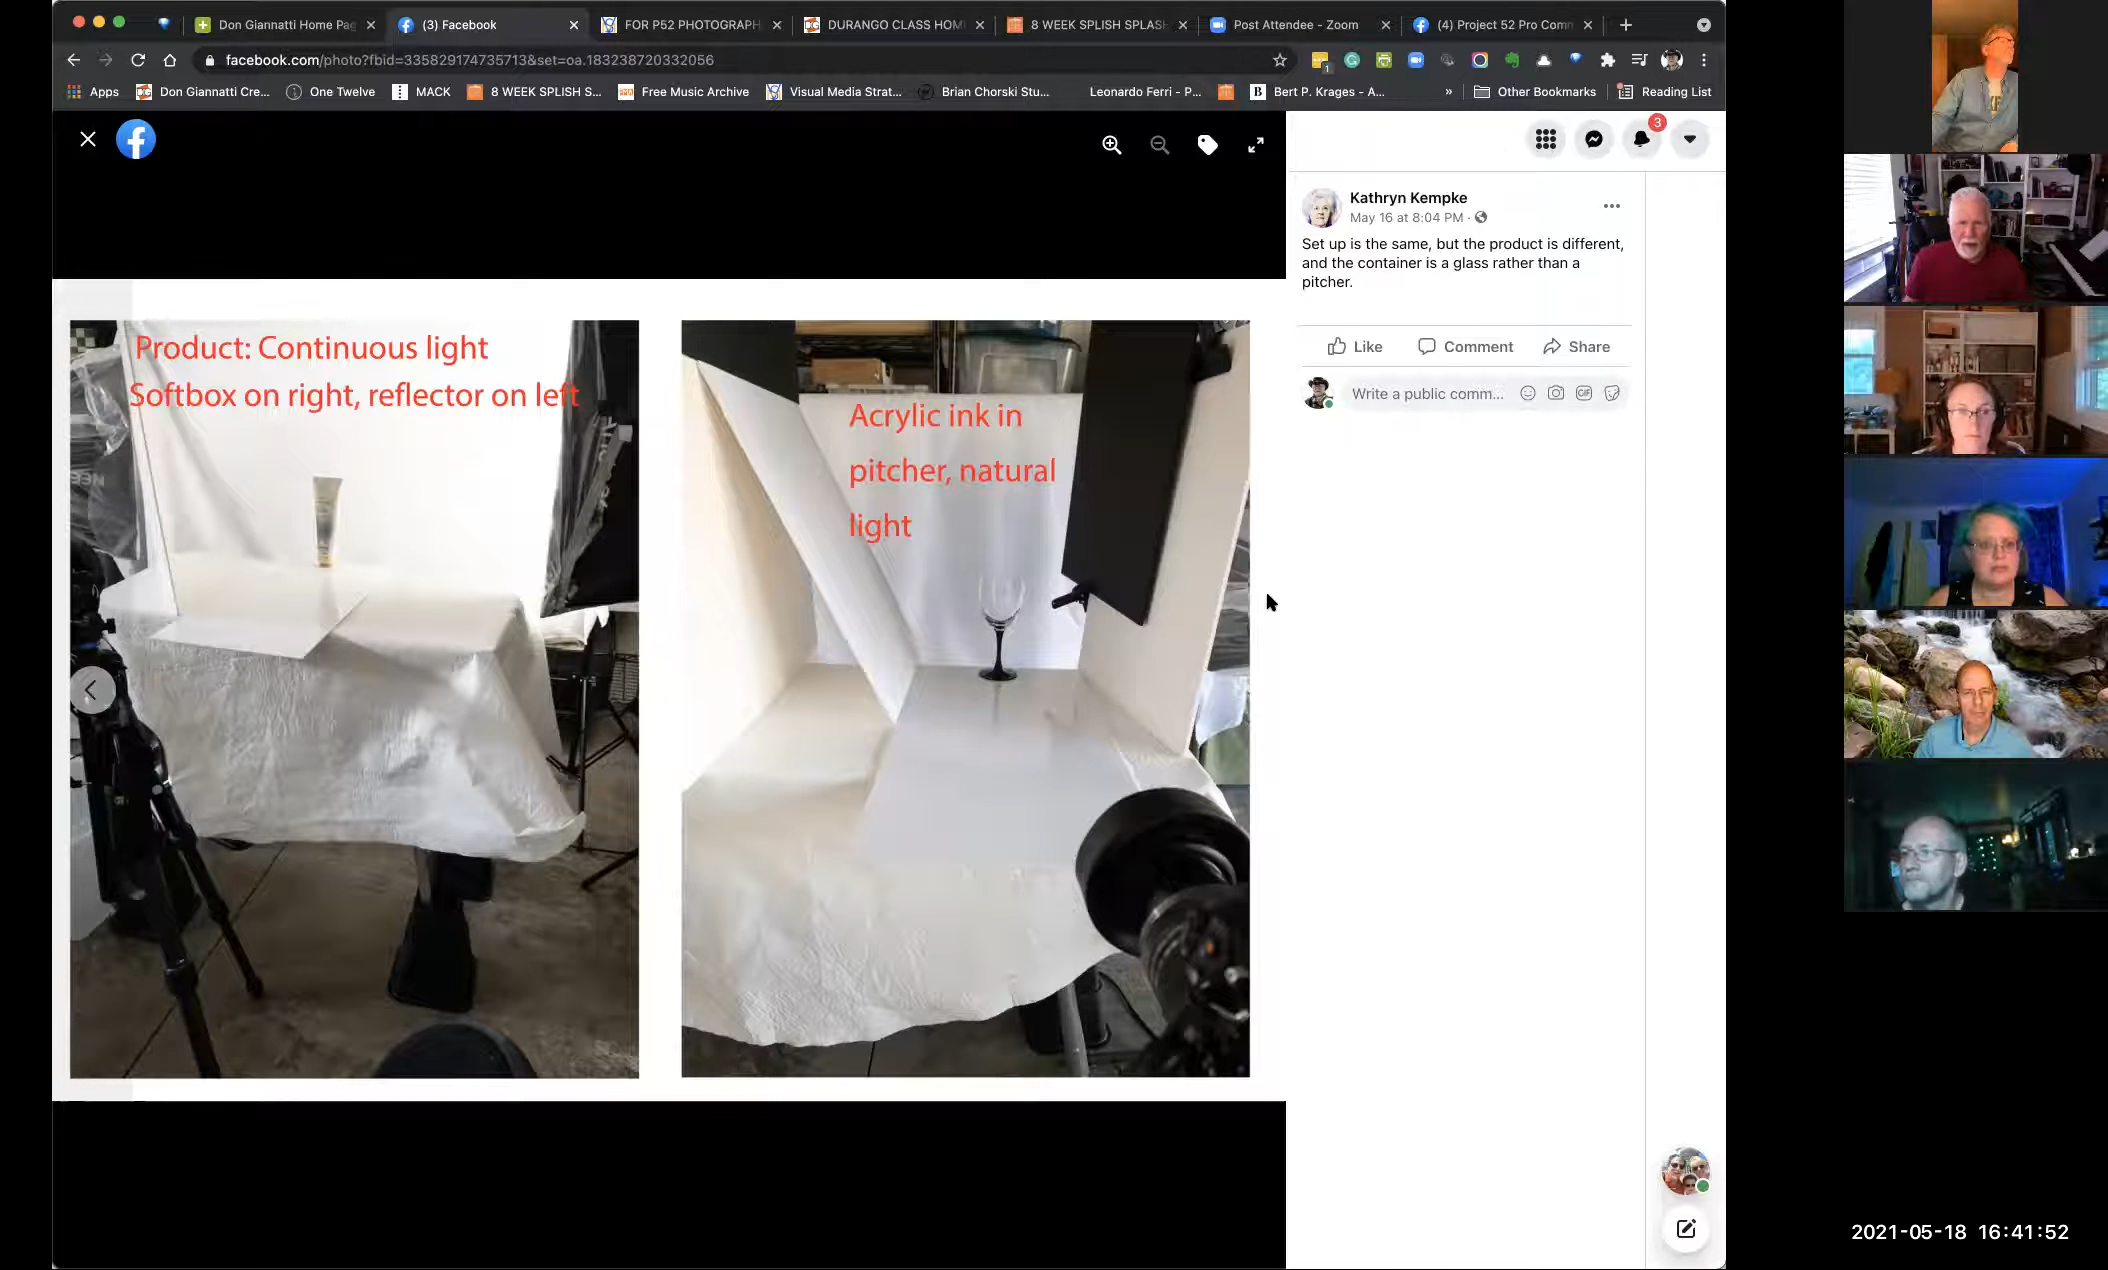 Don Giannatti Home Pag
(3) Facebook
FOR P52 PHOTOGRAPH
DURANGO CLASS HOM
8 WEEK SPLISH SPLASH
Post Attendee - Zoom
(4) Project 52 Pro Comm
facebook.com/photo?fbid=335829174735713&set=oa.183238720332056
1
Apps
Don Giannatti Cre...
One Twelve
MACK
8 WEEK SPLISH S...
Free Music Archive
Visual Media Strat...
Brian Chorski Stu...
Leonardo Ferri - P...
Bert P. Krages - A...
»
Other Bookmarks
Reading List
3
Product: Continuous light
Softbox on right, reflector on left
Acrylic ink in
pitcher, natural
light
Kathryn Kempke
May 16 at 8:04 PM ·
Set up is the same, but the product is different,
and the container is a glass rather than a
pitcher.
Like
Comment
Share
Write a public comm...
GIF
2021-05-18 16:41:52